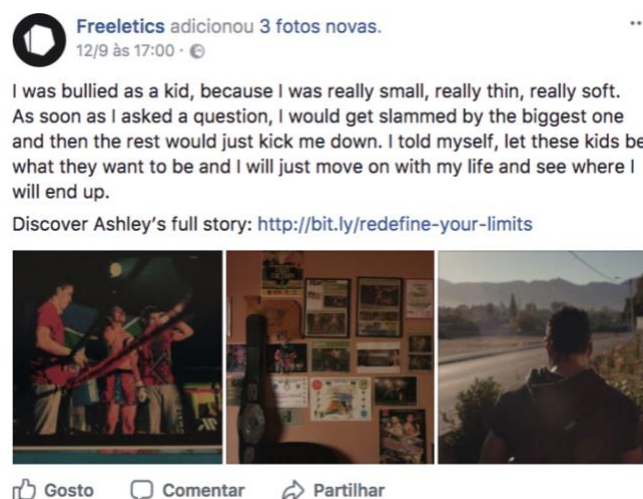 Freeletics adicionou 3 fotos novas.
12/9 às 17:00 ·
I was bullied as a kid, because I was really small, really thin, really soft.
As soon as I asked a question, I would get slammed by the biggest one
and then the rest would just kick me down. I told myself, let these kids be
what they want to be and I will just move on with my life and see where I
will end up.
Discover Ashley's full story: http://bit.ly/redefine-your-limits
Gosto Comentar Partilhar